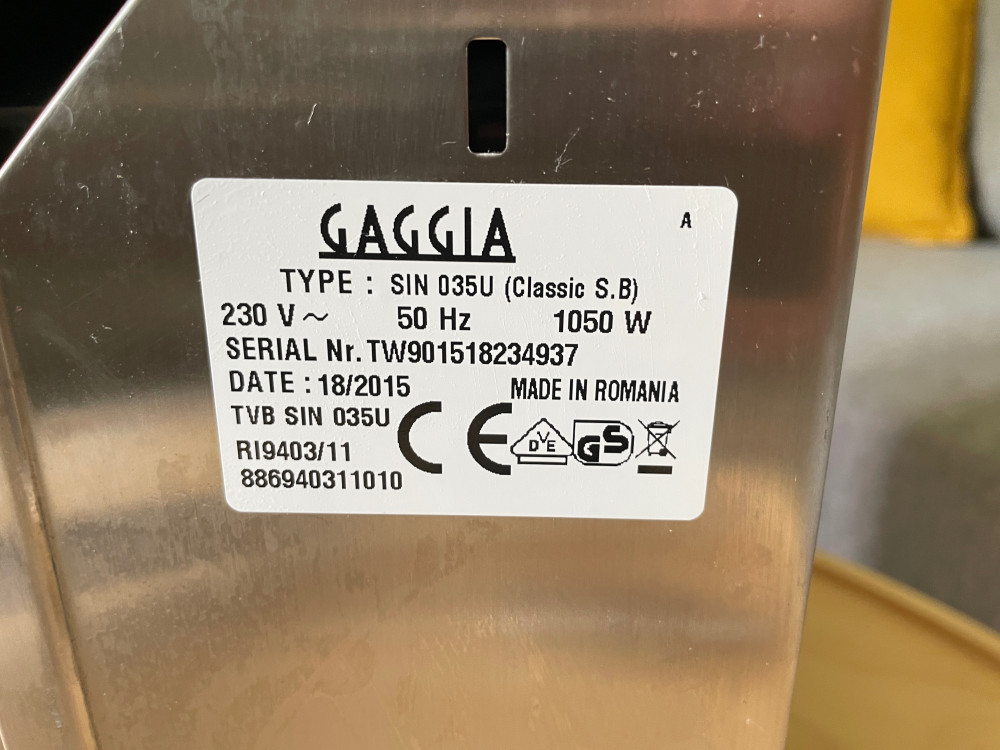 GAGGIA
A
TYPE : SIN 035U (Classic S.B)
230 V ~ 50 Hz 1050 W
SERIAL Nr. TW901518234937
DATE : 18/2015 MADE IN ROMANIA
TVB SIN 035U
RI9403/11
886940311010
CE
DVE
GS